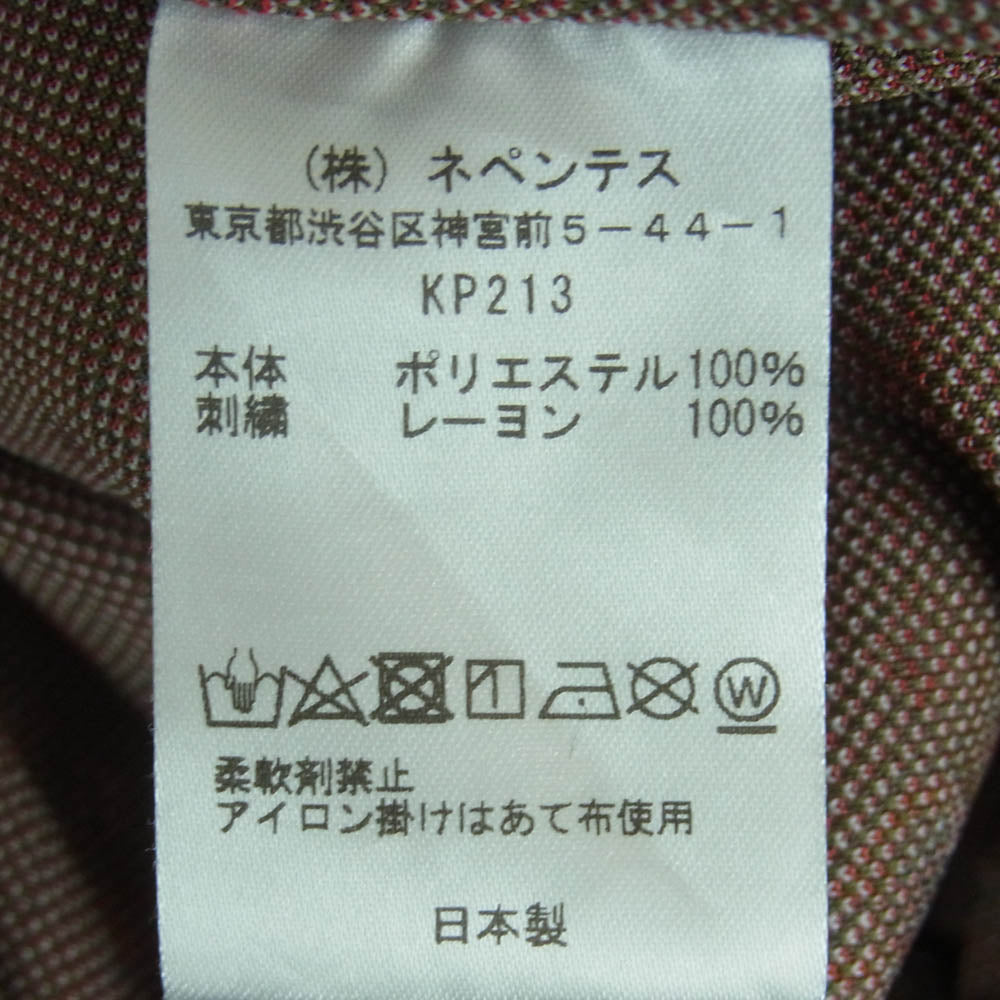 (株) ネペンテス
東京都渋谷区神宮前5-44-1
KP213
本体 ポリエステル100%
刺繍 レーヨン 100%
W
柔軟剤禁止
アイロン掛けはあて布使用
日本製